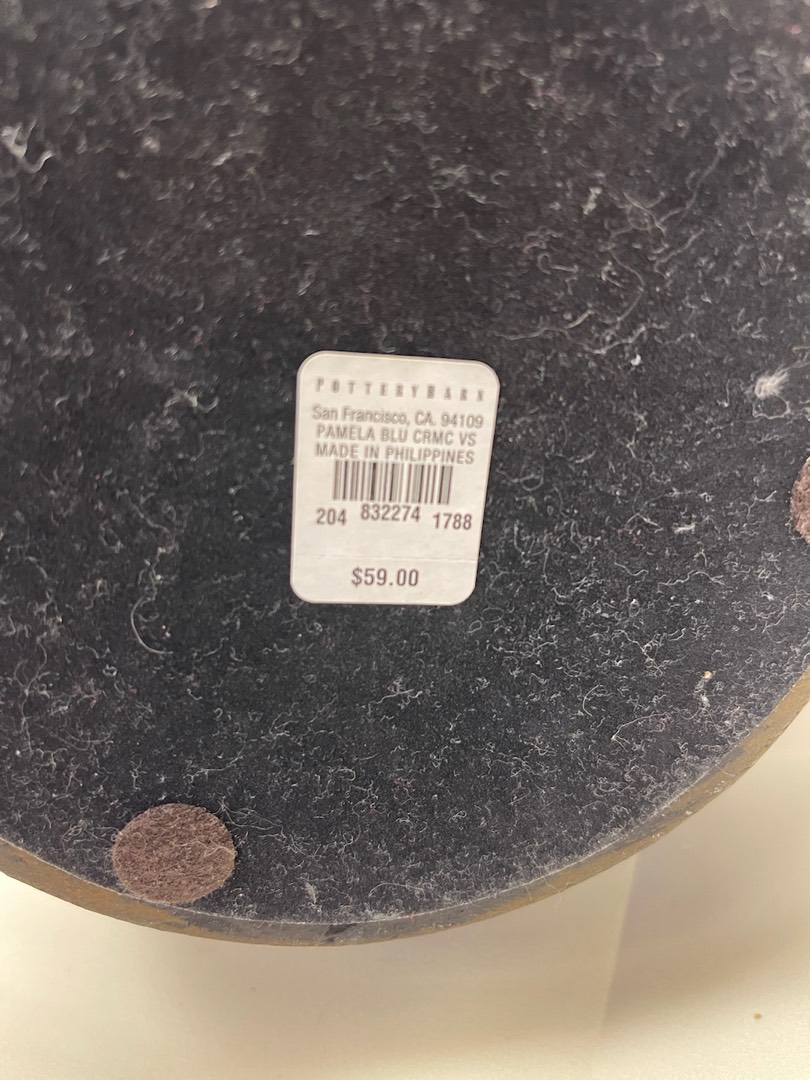 POTTERYBARN
San Francisco, CA. 94109
PAMELA BLU CRMC VS
MADE IN PHILIPPINES
204 832274 1788
$59.00